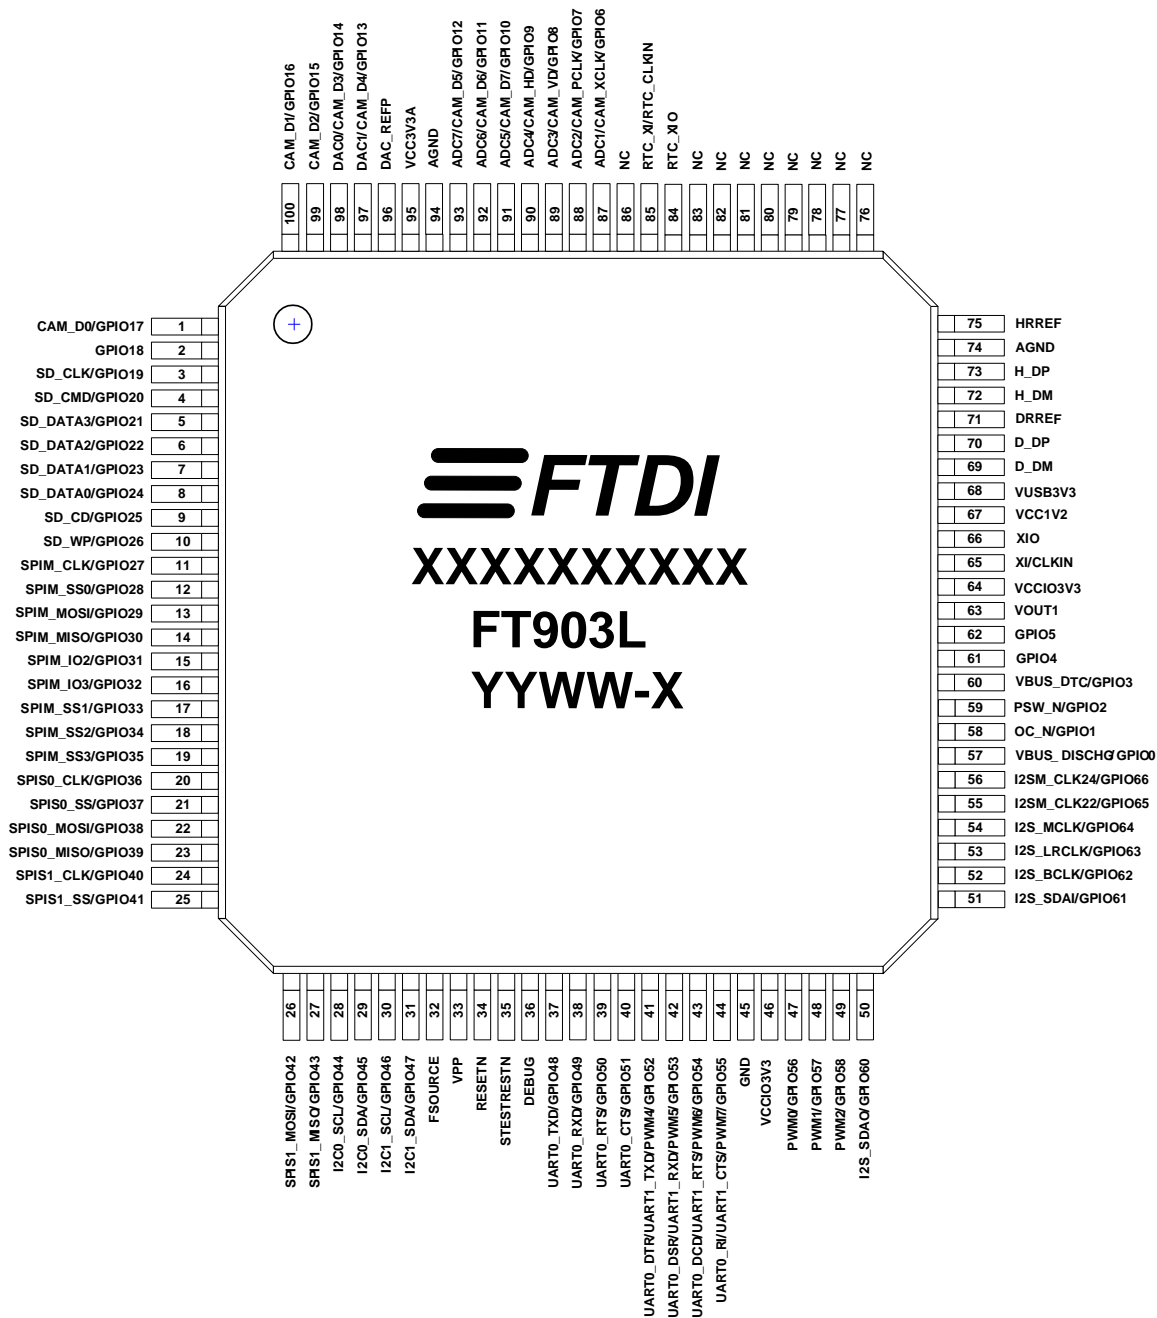 CAM_D1/GPIO16
CAM_D2/GPIO15
DAC0/CAM_D3/GPIO14
DAC1/CAM_D4/GPIO13
DAC_REFP
VCC3V3A
AGND
ADC7/CAM_D5/GPIO12
ADC6/CAM_D6/GPIO11
ADC5/CAM_D7/GPIO10
ADC4/CAM_HD/GPIO9
ADC3/CAM_VD/GPIO8
ADC2/CAM_PCLK/GPIO7
ADC1/CAM_XCLK/GPIO6
NC
RTC_XI/RTC_CLKIN
RTC_XIO
NC
NC
NC
NC
NC
NC
NC
NC
100
99
98
97
96
95
94
93
92
91
90
89
88
87
86
85
84
83
82
81
80
79
78
77
76
CAM_D0/GPIO17 1
GPIO18 2
SD_CLK/GPIO19 3
SD_CMD/GPIO20 4
SD_DATA3/GPIO21 5
SD_DATA2/GPIO22 6
SD_DATA1/GPIO23 7
SD_DATA0/GPIO24 8
SD_CD/GPIO25 9
SD_WP/GPIO26 10
SPIM_CLK/GPIO27 11
SPIM_SS0/GPIO28 12
SPIM_MOSI/GPIO29 13
SPIM_MISO/GPIO30 14
SPIM_IO2/GPIO31 15
SPIM_IO3/GPIO32 16
SPIM_SS1/GPIO33 17
SPIM_SS2/GPIO34 18
SPIM_SS3/GPIO35 19
SPIS0_CLK/GPIO36 20
SPIS0_SS/GPIO37 21
SPIS0_MOSI/GPIO38 22
SPIS0_MISO/GPIO39 23
SPIS1_CLK/GPIO40 24
SPIS1_SS/GPIO41 25
FTDI
XXXXXXXXXX
FT903L
YYWW-X
75 HRREF
74 AGND
73 H_DP
72 H_DM
71 DRREF
70 D_DP
69 D_DM
68 VUSB3V3
67 VCC1V2
66 XIO
65 XI/CLKIN
64 VCCIO3V3
63 VOUT1
62 GPIO5
61 GPIO4
60 VBUS_DTC/GPIO3
59 PSW_N/GPIO2
58 OC_N/GPIO1
57 VBUS_DISCHG/GPIO0
56 I2SM_CLK24/GPIO66
55 I2SM_CLK22/GPIO65
54 I2S_MCLK/GPIO64
53 I2S_LRCLK/GPIO63
52 I2S_BCLK/GPIO62
51 I2S_SDAI/GPIO61
26
27
28
29
30
31
32
33
34
35
36
37
38
39
40
41
42
43
44
45
46
47
48
49
50
SPIS1_MOSI/GPIO42
SPIS1_MISO/GPIO43
I2C0_SCL/GPIO44
I2C0_SDA/GPIO45
I2C1_SCL/GPIO46
I2C1_SDA/GPIO47
FSOURCE
VPP
RESETN
STESTRESTN
DEBUG
UART0_TXD/GPIO48
UART0_RXD/GPIO49
UART0_RTS/GPIO50
UART0_CTS/GPIO51
UART0_DTR/UART1_TXD/PWM4/GPIO52
UART0_DSR/UART1_RXD/PWM5/GPIO53
UART0_DCD/UART1_RTS/PWM6/GPIO54
UART0_RI/UART1_CTS/PWM7/GPIO55
GND
VCCIO3V3
PWM0/GPIO56
PWM1/GPIO57
PWM2/GPIO58
I2S_SDAO/GPIO60